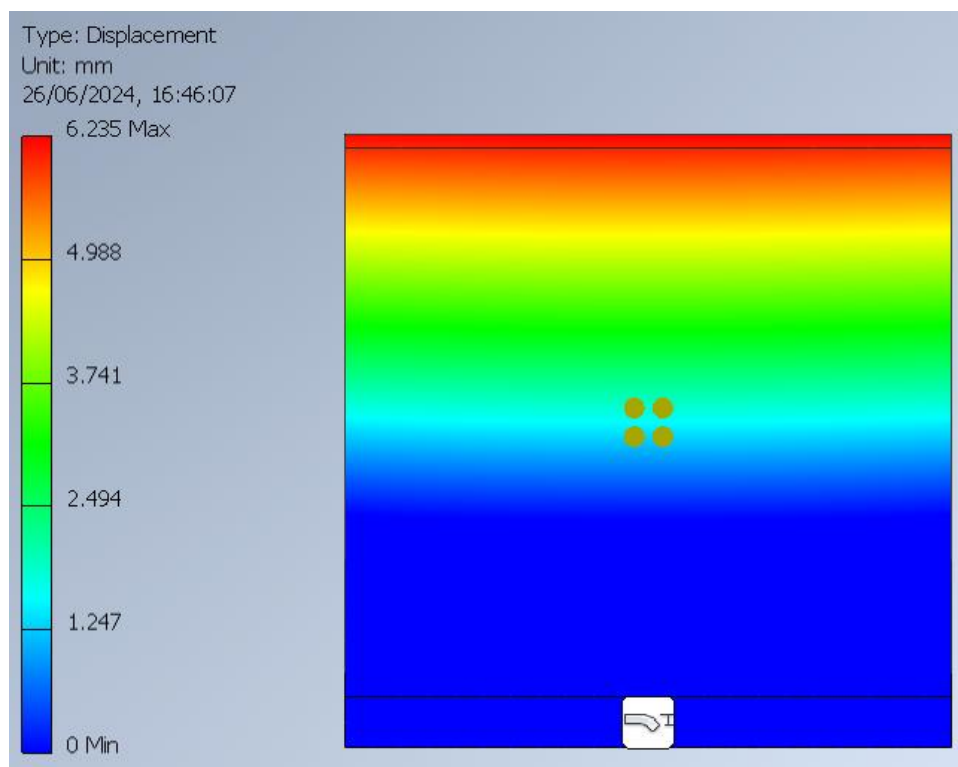 Type: Displacement
Unit: mm
26/06/2024, 16:46:07
6.235 Max
4.988
3.741
2.494
1.247
0 Min